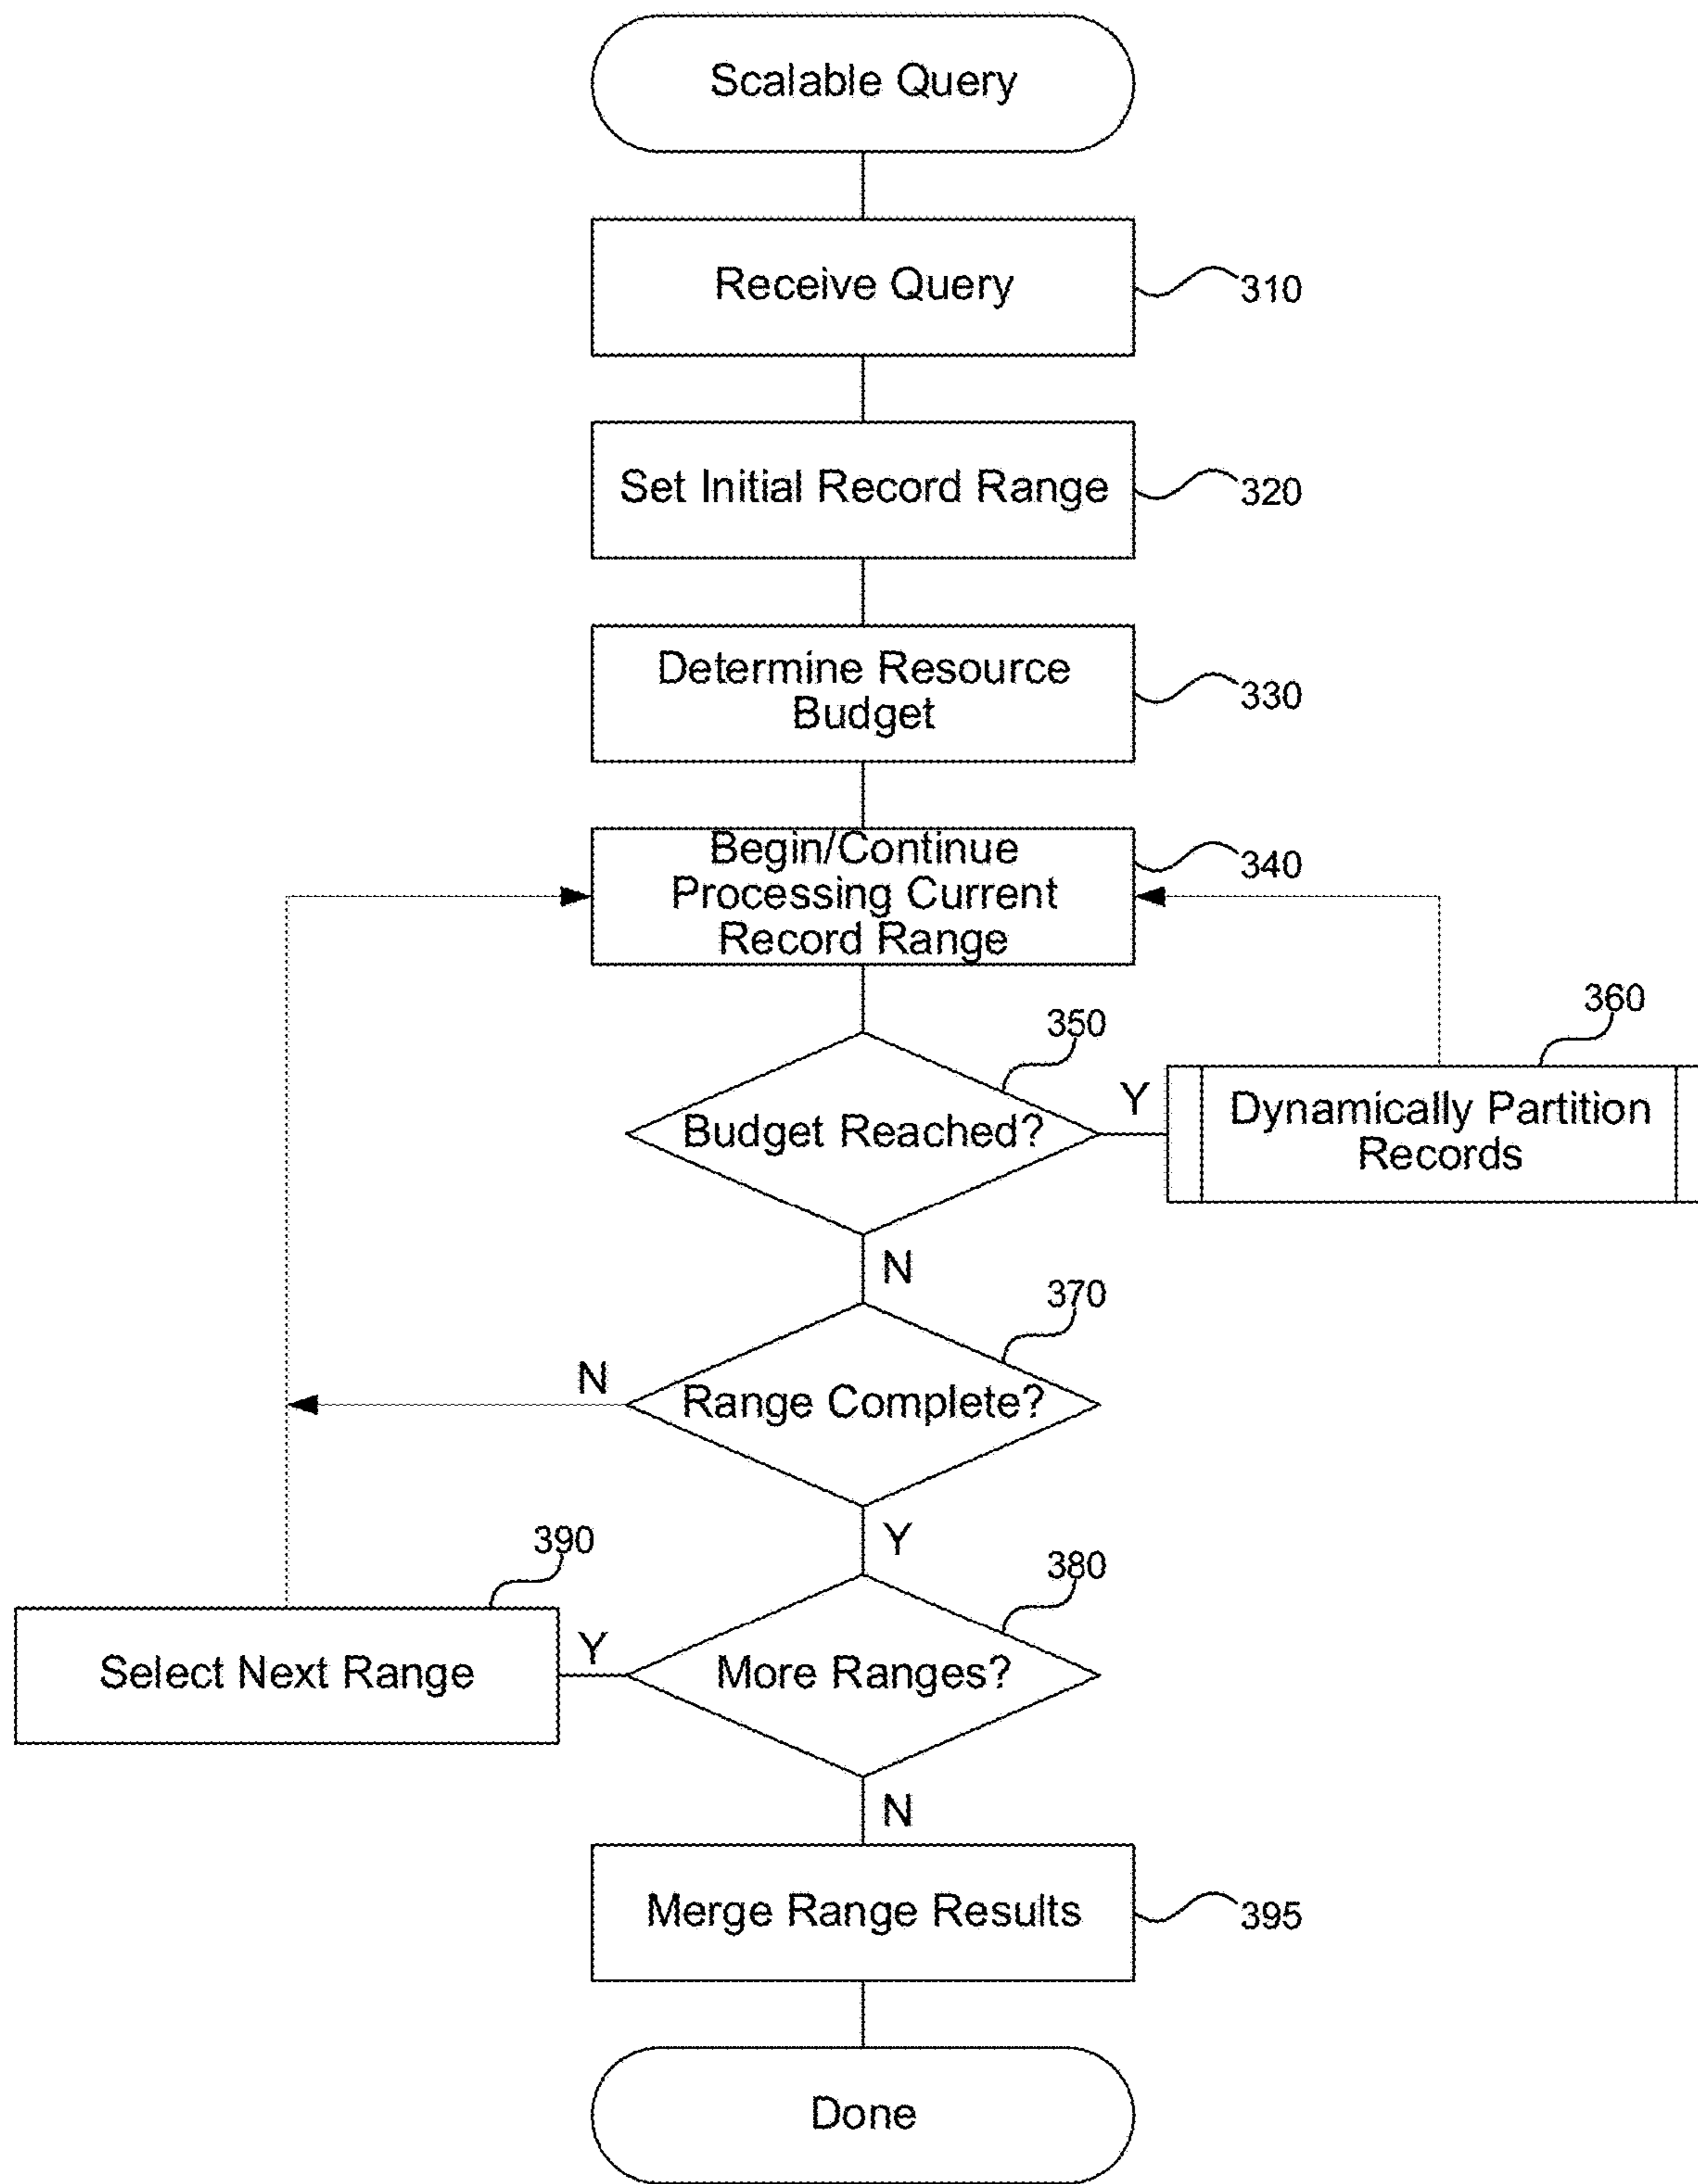 Scalable Query
Receive Query
310
Set Initial Record Range
320
Determine Resource
Budget
330
Begin/Continue
Processing Current
Record Range
340
350
360
Budget Reached?
Y
Dynamically Partition
Records
N
370
N
Range Complete?
Y
390
380
Select Next Range
Y
More Ranges?
N
Merge Range Results
395
Done